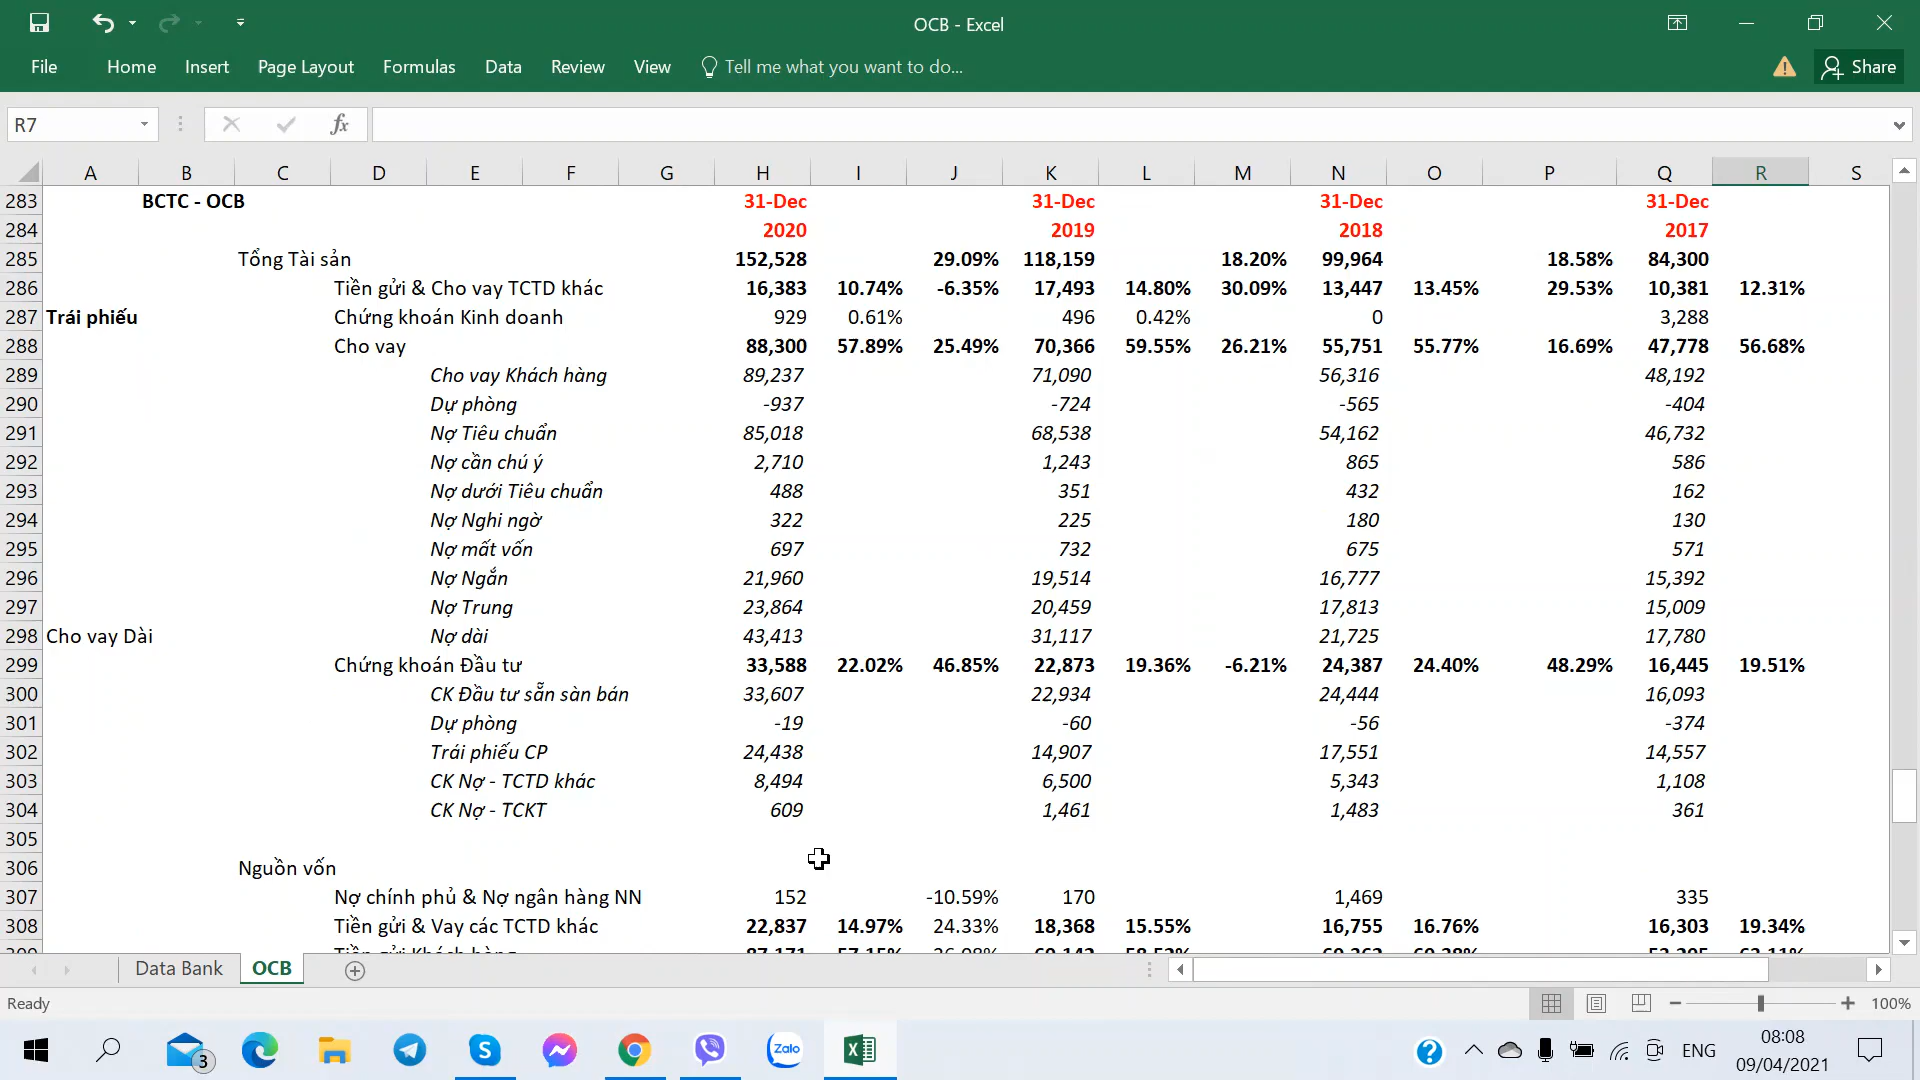 OCB - Excel
File Home Insert Page Layout Formulas Data Review View Tell me what you want to do... Share
R7 fx
A B C D E F G H I J K L M N O P Q R S
283 BCTC - OCB 31-Dec 31-Dec 31-Dec 31-Dec
284 2020 2019 2018 2017
285 Tổng Tài sản 152,528 29.09% 118,159 18.20% 99,964 18.58% 84,300
286 Tiền gửi & Cho vay TCTD khác 16,383 10.74% -6.35% 17,493 14.80% 30.09% 13,447 13.45% 29.53% 10,381 12.31%
287 Trái phiếu Chứng khoán Kinh doanh 929 0.61% 496 0.42% 0 3,288
288 Cho vay 88,300 57.89% 25.49% 70,366 59.55% 26.21% 55,751 55.77% 16.69% 47,778 56.68%
289 Cho vay Khách hàng 89,237 71,090 56,316 48,192
290 Dự phòng -937 -724 -565 -404
291 Nợ Tiêu chuẩn 85,018 68,538 54,162 46,732
292 Nợ cần chú ý 2,710 1,243 865 586
293 Nợ dưới Tiêu chuẩn 488 351 432 162
294 Nợ Nghi ngờ 322 225 180 130
295 Nợ mất vốn 697 732 675 571
296 Nợ Ngắn 21,960 19,514 16,777 15,392
297 Nợ Trung 23,864 20,459 17,813 15,009
298 Cho vay Dài Nợ dài 43,413 31,117 21,725 17,780
299 Chứng khoán Đầu tư 33,588 22.02% 46.85% 22,873 19.36% -6.21% 24,387 24.40% 48.29% 16,445 19.51%
300 CK Đầu tư sẵn sàn bán 33,607 22,934 24,444 16,093
301 Dự phòng -19 -60 -56 -374
302 Trái phiếu CP 24,438 14,907 17,551 14,557
303 CK Nợ - TCTD khác 8,494 6,500 5,343 1,108
304 CK Nợ - TCKT 609 1,461 1,483 361
305
306 Nguồn vốn
307 Nợ chính phủ & Nợ ngân hàng NN 152 -10.59% 170 1,469 335
308 Tiền gửi & Vay các TCTD khác 22,837 14.97% 24.33% 18,368 15.55% 16,755 16.76% 16,303 19.34%
Data Bank OCB
Ready 100%
3 Zalo ENG 08:08
09/04/2021